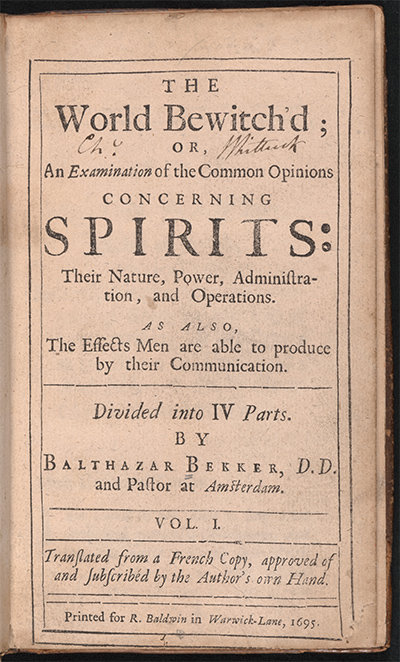 THE
World Bewitch'd;
OR,
An Examination of the Common Opinions
CONCERNING
SPIRITS:
Their Nature, Power, Adminiſtra-
tion, and Operations.
AS ALSO,
The Effects Men are able to produce
by their Communication.
Divided into IV Parts.
BY
BALTHAZAR BEKKER, D.D.
and Paſtor at Amſterdam.
VOL. I.
Tranſlated from a French Copy, approved of
and ſubſcribed by the Author's own Hand.
Printed for R. Baldwin in Warwick-Lane, 1695.